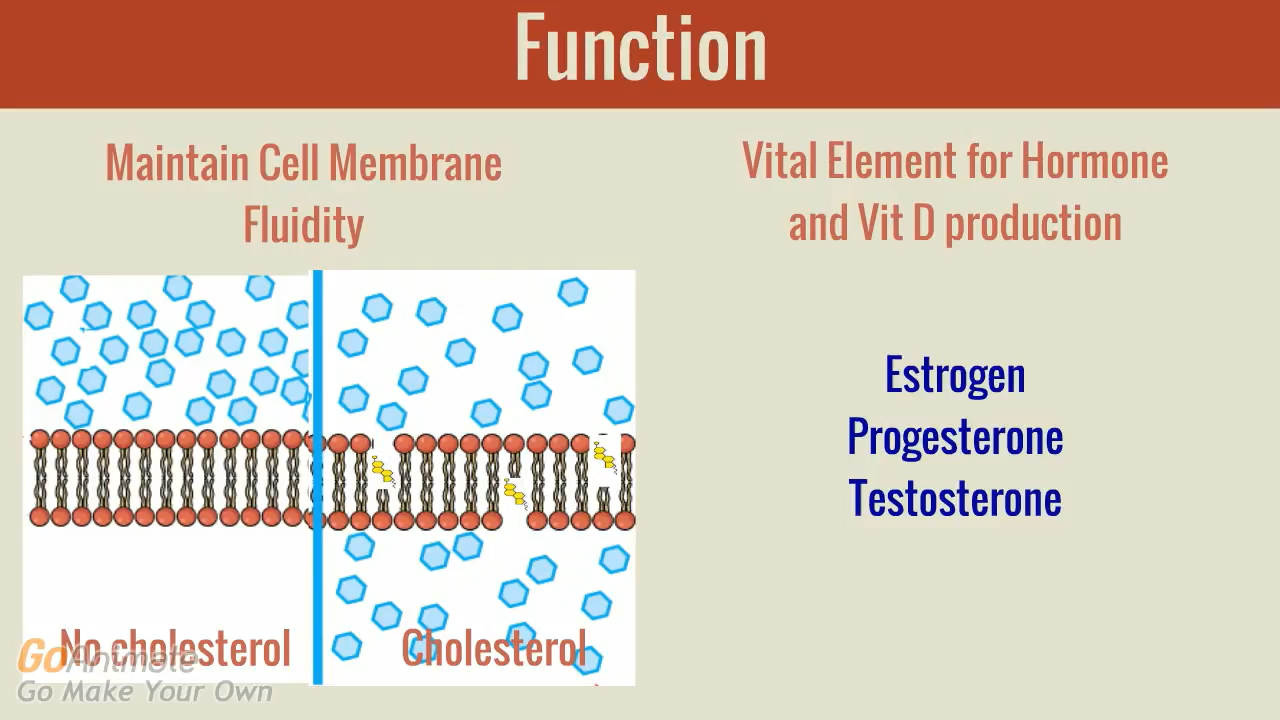 Function
Maintain Cell Membrane
Fluidity
Vital Element for Hormone
and Vit D production
Estrogen
Progesterone
Testosterone
No cholesterol
Cholesterol
GoAnimate
Go Make Your Own